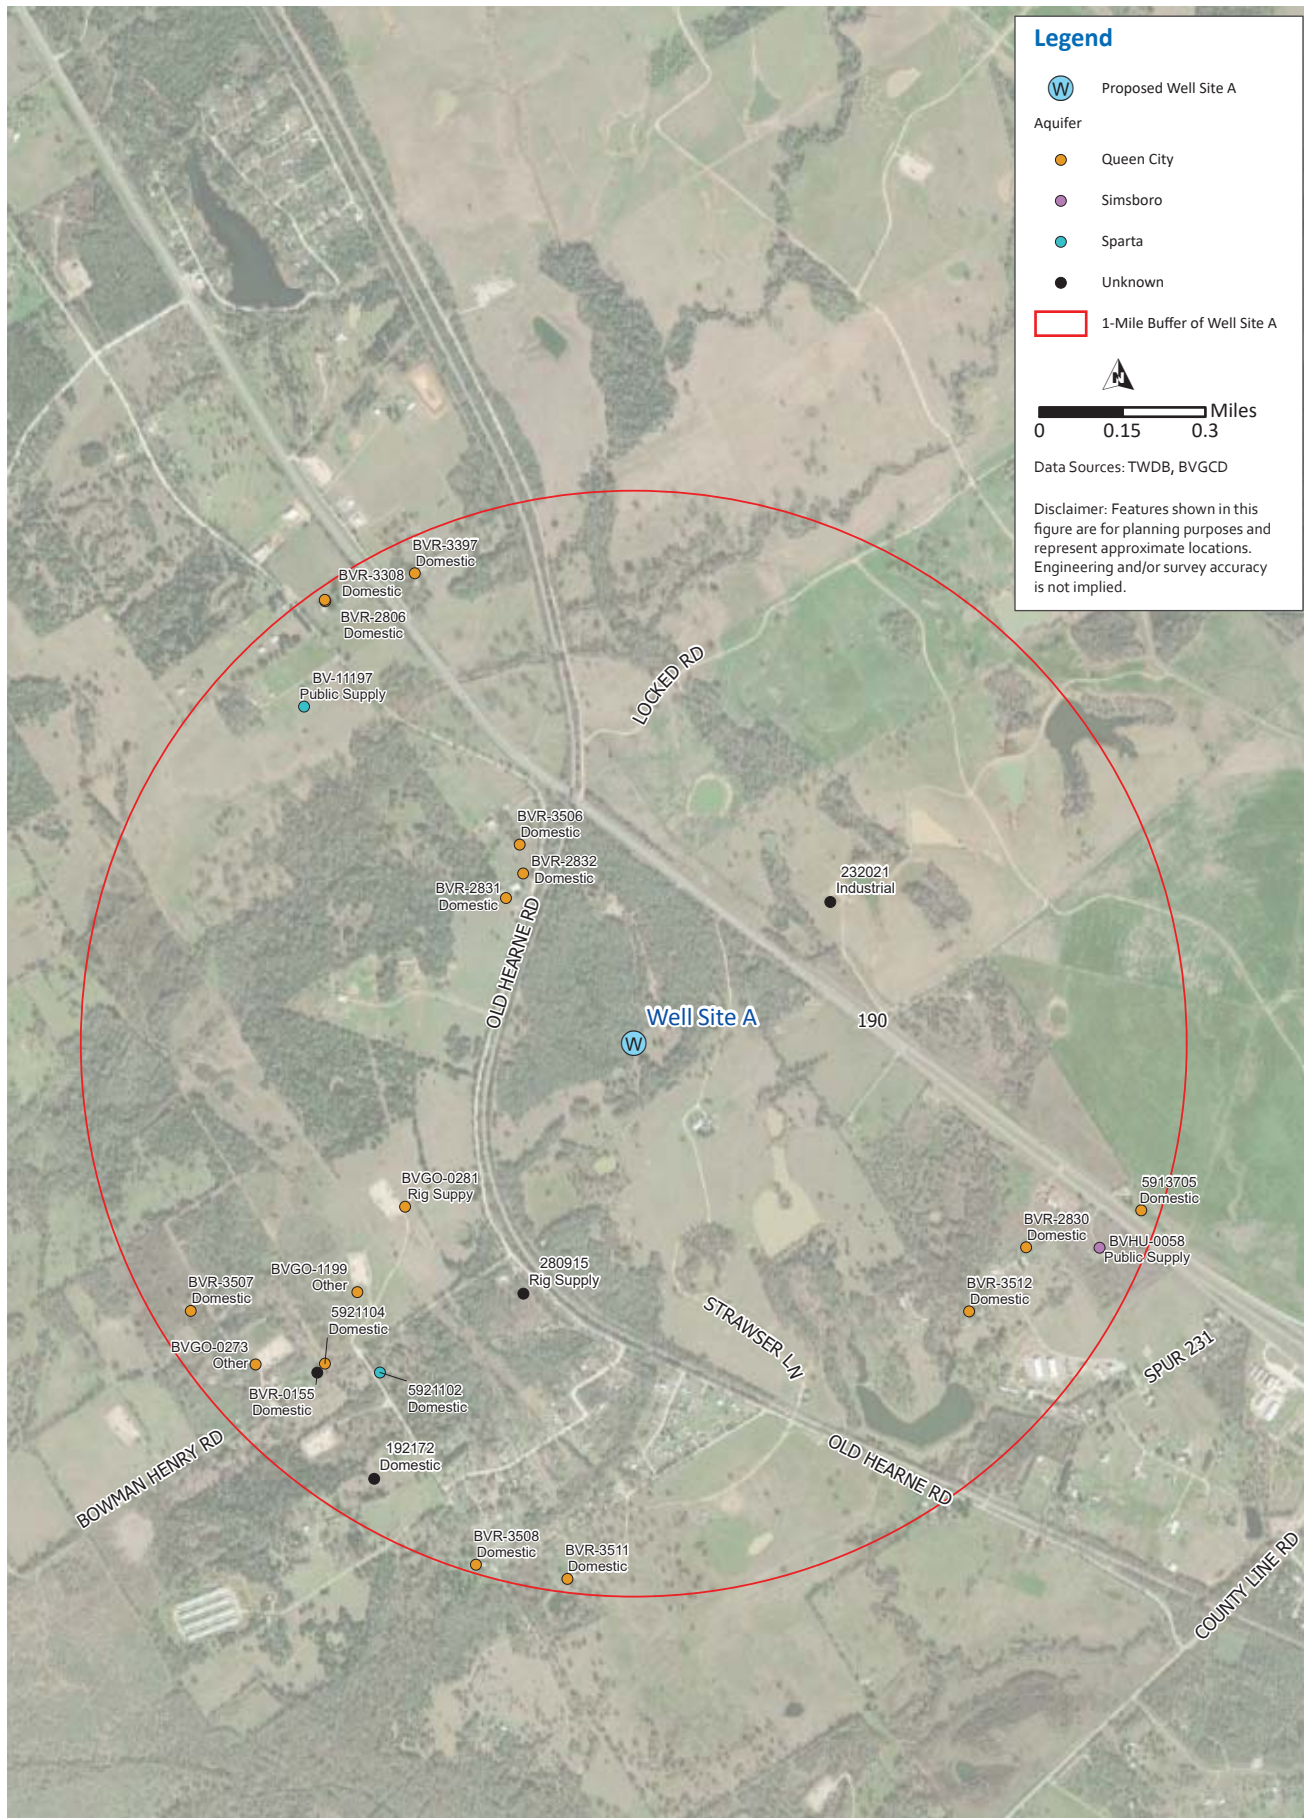 Legend
W
Proposed Well Site A
Aquifer
Queen City
Simsboro
Sparta
Unknown
1-Mile Buffer of Well Site A
N
Miles
0 0.15 0.3
Data Sources: TWDB, BVGCD
Disclaimer: Features shown in this
figure are for planning purposes and
represent approximate locations.
Engineering and/or survey accuracy
is not implied.
BVR-3397
Domestic
BVR-3308
Domestic
BVR-2806
Domestic
BV-11197
Public Supply
LOCKED RD
BVR-3506
Domestic
BVR-2832
Domestic
BVR-2831
Domestic
232021
Industrial
OLD HEARNE RD
Well Site A
W
190
BVGO-0281
Rig Suppy
5913705
Domestic
BVR-2830
Domestic
BVHU-0058
Public Supply
BVGO-1199
Other
280915
Rig Supply
BVR-3507
Domestic
5921104
Domestic
BVR-3512
Domestic
STRAWSER LN
BVGO-0273
Other
SPUR 231
BVR-0155
Domestic
5921102
Domestic
BOWMAN HENRY RD
192172
Domestic
OLD HEARNE RD
BVR-3508
Domestic
BVR-3511
Domestic
COUNTY LINE RD